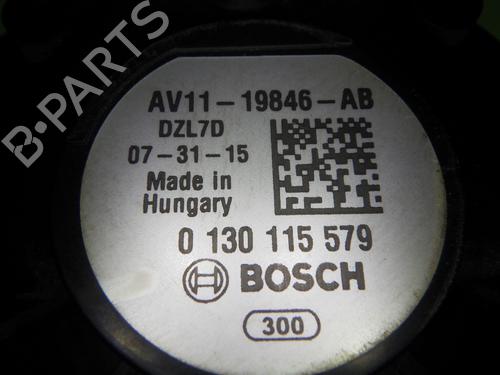 AV11-19846-AB
DZL7D
07-31-15
Made in
Hungary
0 130 115 579
BOSCH
300
B-PARTS